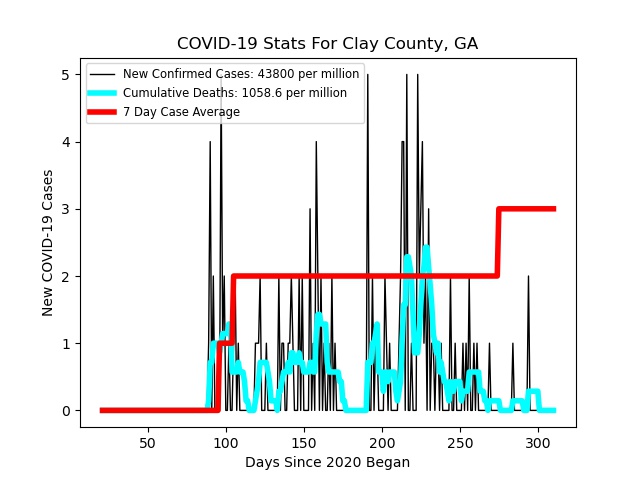 COVID-19 Stats For Clay County, GA
New Confirmed Cases: 43800 per million
Cumulative Deaths: 1058.6 per million
7 Day Case Average
New COVID-19 Cases
5
4
3
2
1
0
50 100 150 200 250 300
Days Since 2020 Began